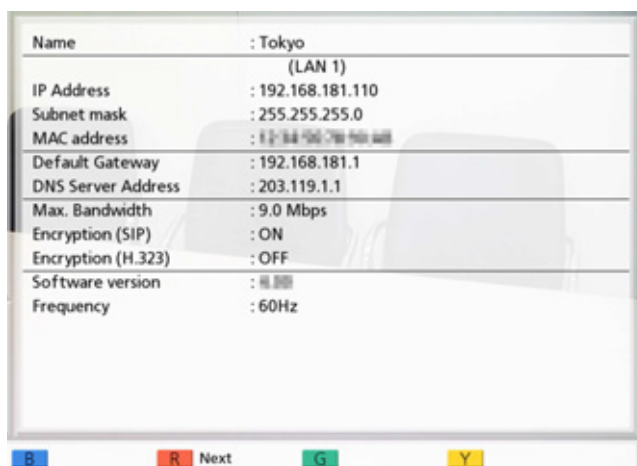 Name : Tokyo
(LAN 1)
IP Address : 192.168.181.110
Subnet mask : 255.255.255.0
MAC address :
Default Gateway : 192.168.181.1
DNS Server Address : 203.119.1.1
Max. Bandwidth : 9.0 Mbps
Encryption (SIP) : ON
Encryption (H.323) : OFF
Software version :
Frequency : 60Hz
B R Next G Y